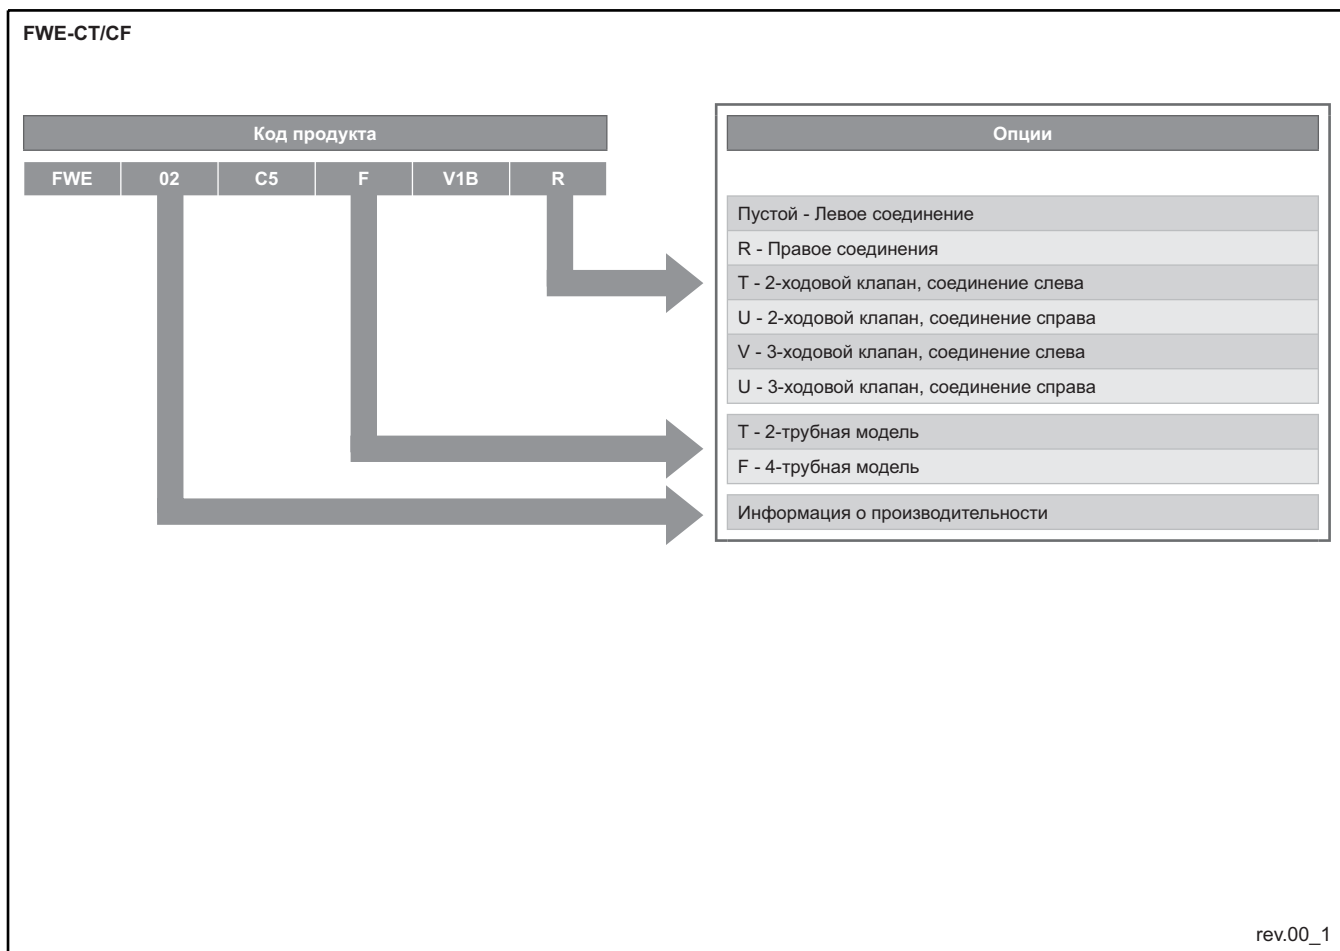 FWE-CT/CF
Код продукта
FWE 02 C5 F V1B R
Опции
Пустой - Левое соединение
R - Правое соединения
T - 2-ходовой клапан, соединение слева
U - 2-ходовой клапан, соединение справа
V - 3-ходовой клапан, соединение слева
U - 3-ходовой клапан, соединение справа
T - 2-трубная модель
F - 4-трубная модель
Информация о производительности
rev.00_1